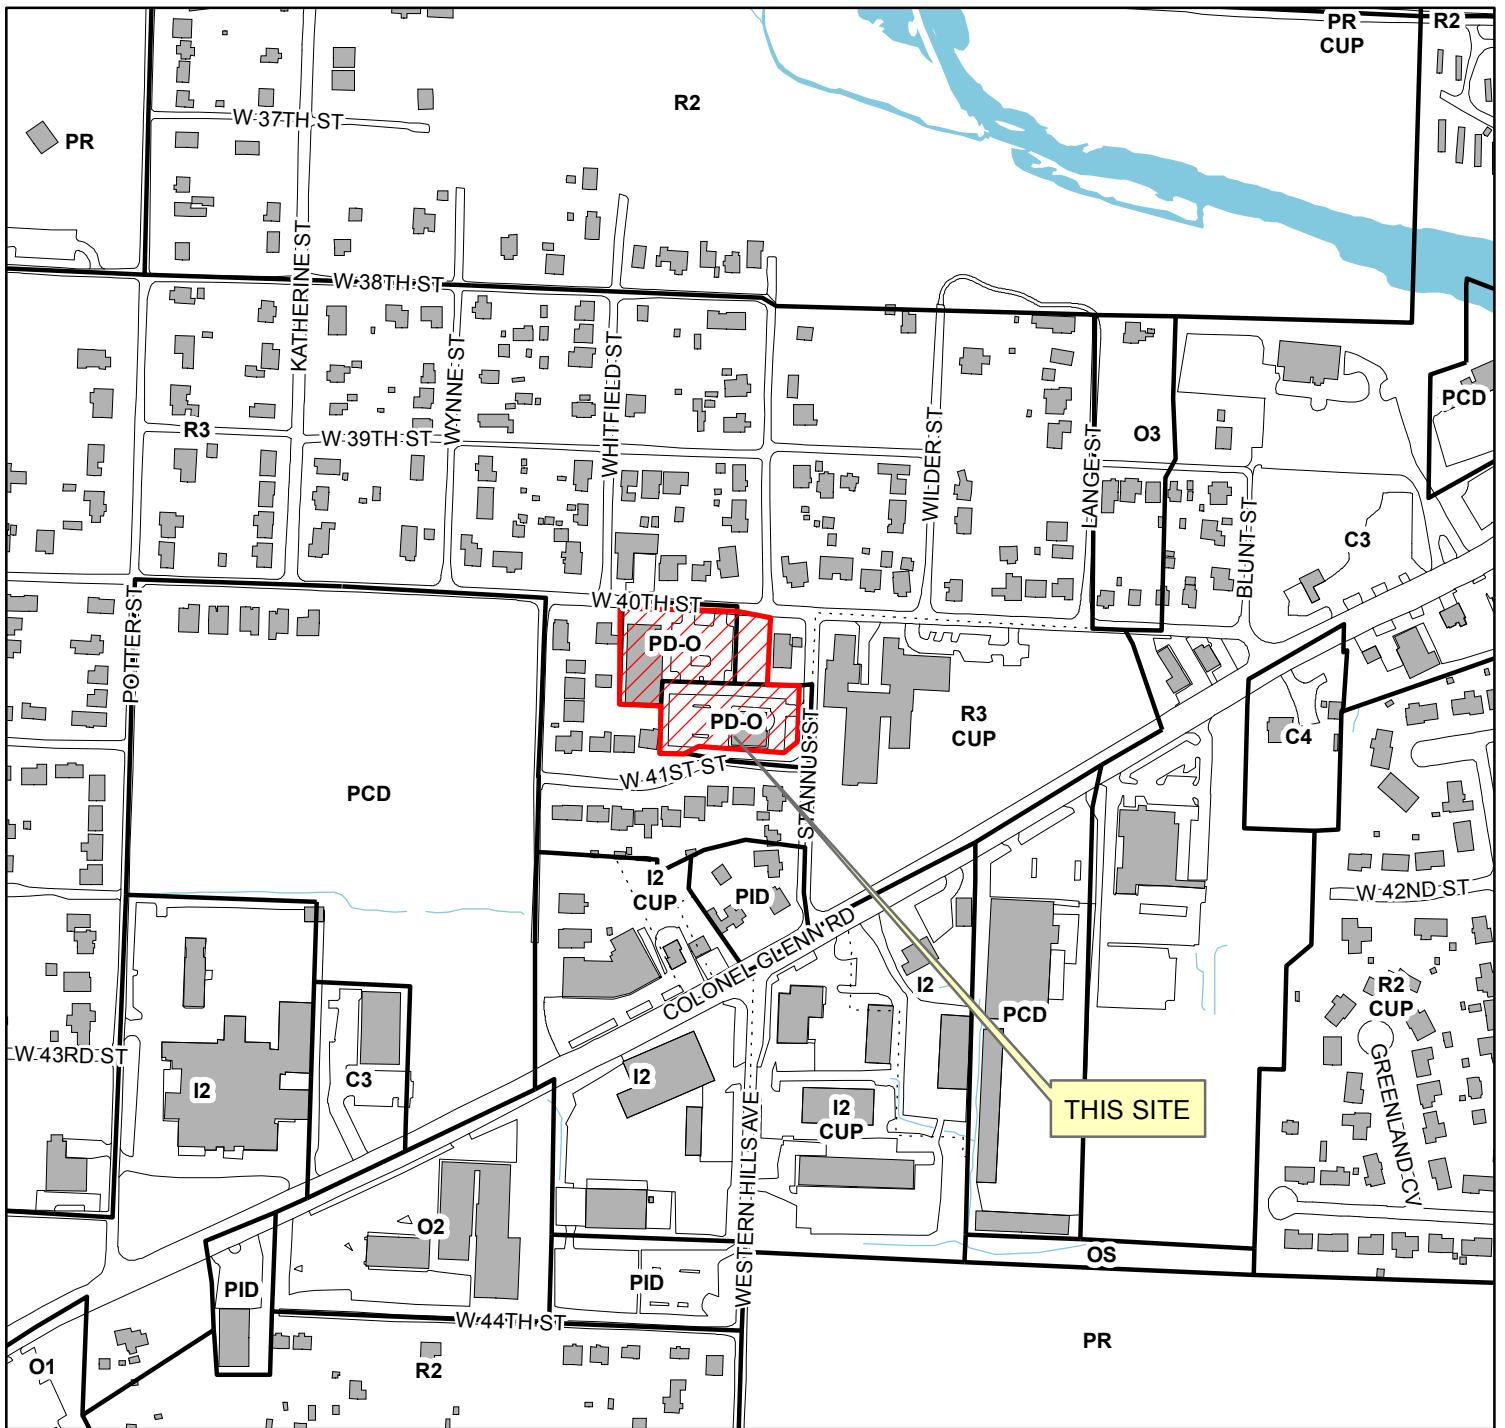 PR
CUP
R2
R2
W 37TH ST
PR
KATHERINE ST
W 38TH ST
WYNNE ST
WHITFIELD ST
PCD
R3
W 39TH ST
WILDER ST
LANGE ST
O3
BLUNT ST
C3
POTTER ST
W 40TH ST
PD-O
PD-O
R3
CUP
C4
W 41ST ST
STANNUS ST
PCD
I2
CUP
PID
W 42ND ST
COLONEL GLENN RD
I2
PCD
R2
CUP
W 43RD ST
I2
C3
I2
I2
CUP
THIS SITE
GREENLAND CV
WESTERN HILLS AVE
O2
OS
PID
PID
W 44TH ST
PR
O1
R2